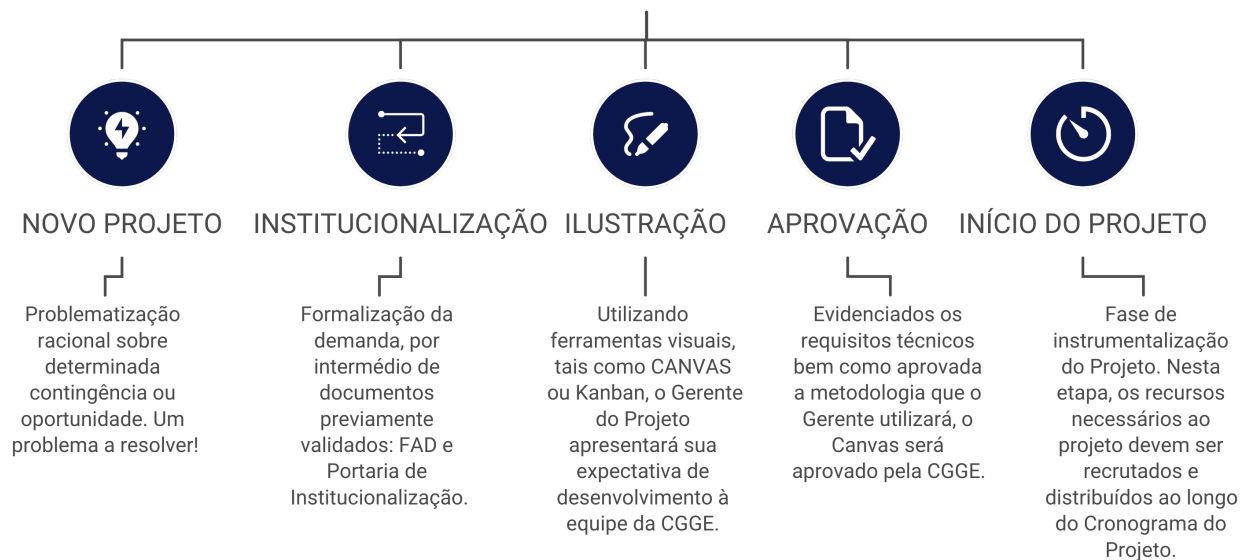 NOVO PROJETO
Problematização
racional sobre
determinada
contingência ou
oportunidade. Um
problema a resolver!
INSTITUCIONALIZAÇÃO
Formalização da
demanda, por
intermédio de
documentos
previamente
validados: FAD e
Portaria de
Institucionalização.
ILUSTRAÇÃO
Utilizando
ferramentas visuais,
tais como CANVAS
ou Kanban, o Gerente
do Projeto
apresentará sua
expectativa de
desenvolvimento à
equipe da CGGE.
APROVAÇÃO
Evidenciados os
requisitos técnicos
bem como aprovada
a metodologia que o
Gerente utilizará, o
Canvas será
aprovado pela CGGE.
INÍCIO DO PROJETO
Fase de
instrumentalização
do Projeto. Nesta
etapa, os recursos
necessários ao
projeto devem ser
recrutados e
distribuídos ao longo
do Cronograma do
Projeto.